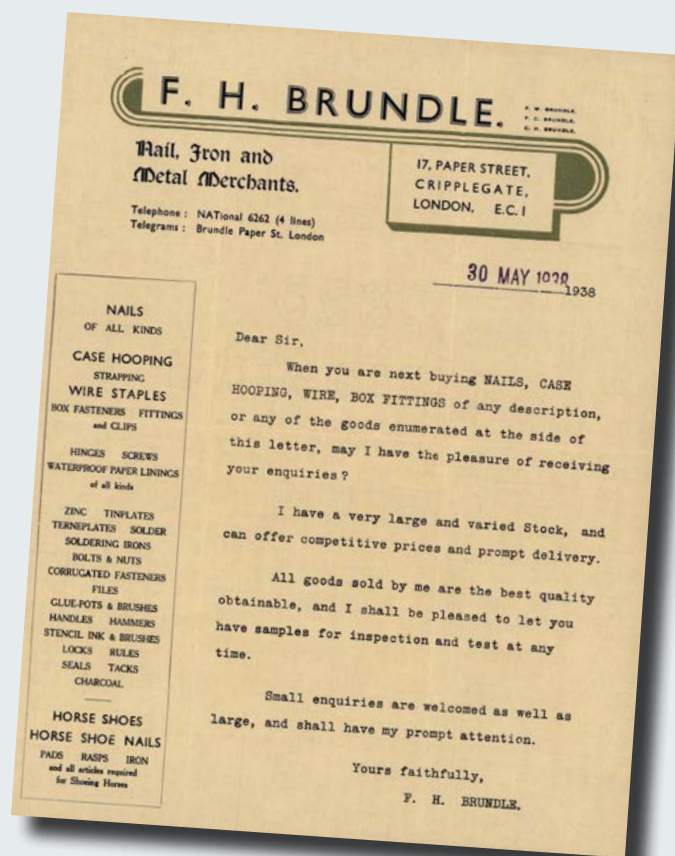 F. H. BRUNDLE.
F. W. BRUNDLE.
F. C. BRUNDLE.
C. H. BRUNDLE.
Nail, Iron and
Metal Merchants.
Telephone : NATional 6262 (4 lines)
Telegrams : Brundle Paper St. London
17, PAPER STREET,
CRIPPLEGATE,
LONDON, E.C.1
30 MAY 1938
1938
NAILS
OF ALL KINDS
CASE HOOPING
STRAPPING
WIRE STAPLES
BOX FASTENERS FITTINGS
and CLIPS
HINGES SCREWS
WATERPROOF PAPER LININGS
of all kinds
ZINC TINPLATES
TERNEPLATES SOLDER
SOLDERING IRONS
BOLTS & NUTS
CORRUGATED FASTENERS
FILES
GLUE-POTS & BRUSHES
HANDLES HAMMERS
STENCIL INK & BRUSHES
LOCKS RULES
SEALS TACKS
CHARCOAL
HORSE SHOES
HORSE SHOE NAILS
PADS RASPS IRON
and all articles required
for Shoeing Horses
Dear Sir,
When you are next buying NAILS, CASE
HOOPING, WIRE, BOX FITTINGS of any description,
or any of the goods enumerated at the side of
this letter, may I have the pleasure of receiving
your enquiries?
I have a very large and varied Stock, and
can offer competitive prices and prompt delivery.
All goods sold by me are the best quality
obtainable, and I shall be pleased to let you
have samples for inspection and test at any
time.
Small enquiries are welcomed as well as
large, and shall have my prompt attention.
Yours faithfully,
F. H. BRUNDLE.